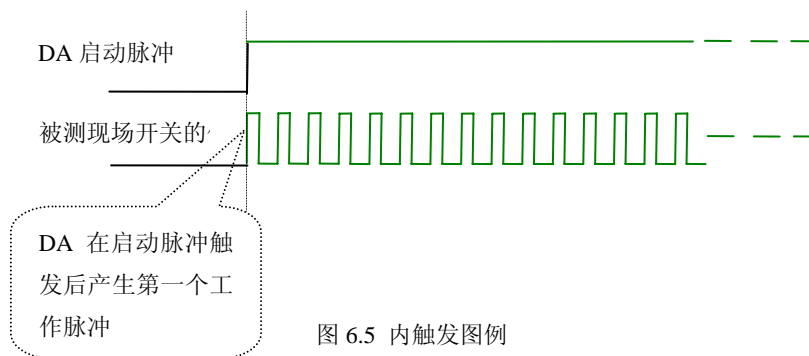 DA 启动脉冲
被测现场开关的
DA 在启动脉冲触
发后产生第一个工
作脉冲
图 6.5 内触发图例